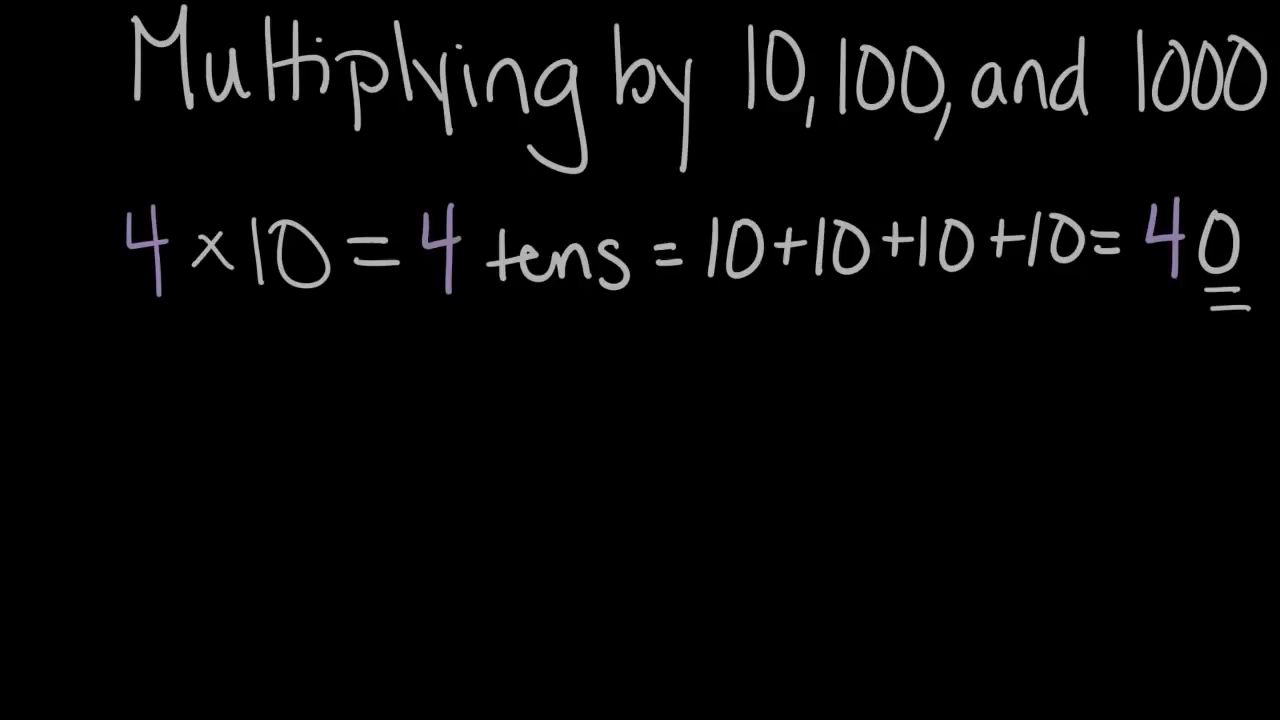 Multiplying by 10, 100, and 1000
4 × 10 = 4 tens = 10 + 10 + 10 + 10 = 40